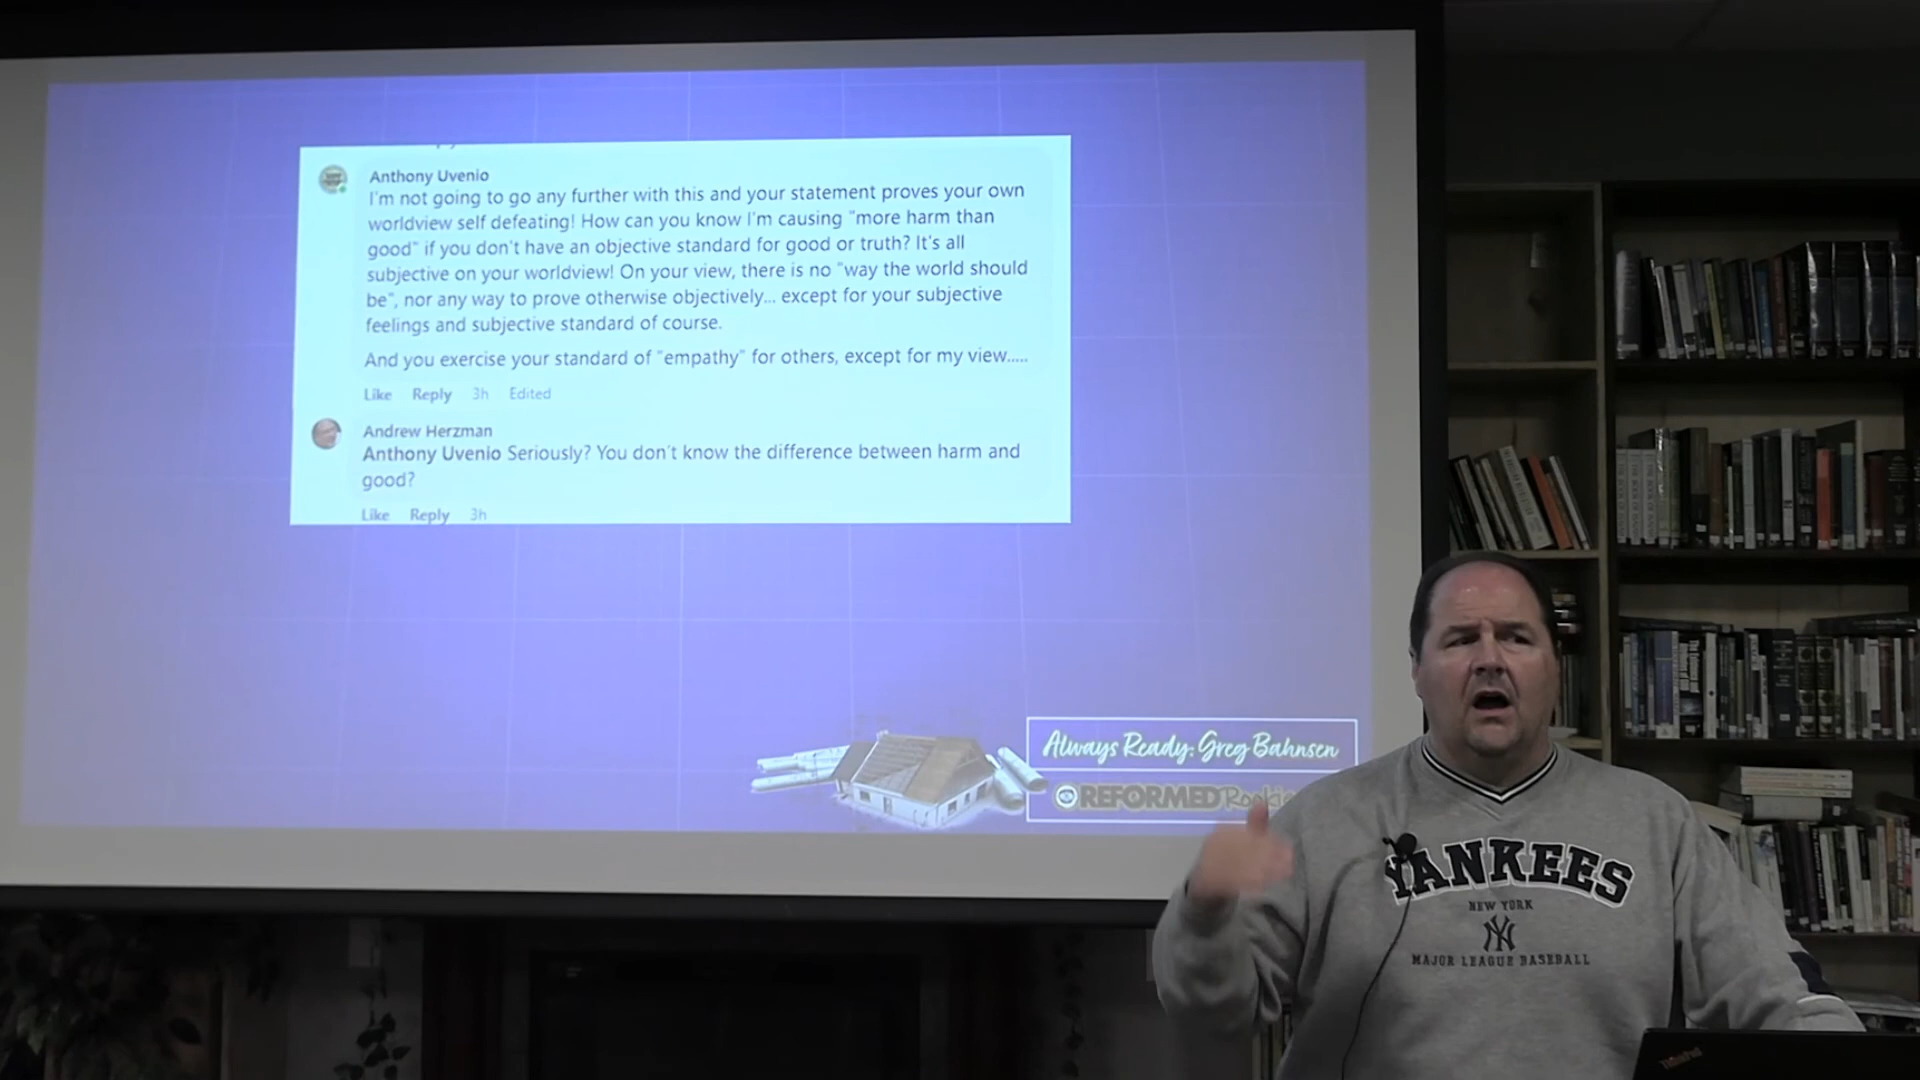 Anthony Uvenio
I'm not going to go any further with this and your statement proves your own
worldview self defeating! How can you know I'm causing "more harm than
good" if you don't have an objective standard for good or truth? It's all
subjective on your worldview! On your view, there is no "way the world should
be", nor any way to prove otherwise objectively... except for your subjective
feelings and subjective standard of course.
And you exercise your standard of "empathy" for others, except for my view.....
Like Reply 3h Edited
Andrew Herzman
Anthony Uvenio Seriously? You don't know the difference between harm and
good?
Like Reply 3h
Always Ready: Greg Bahnsen
REFORMED Rookie
YANKEES
NEW YORK
NY
MAJOR LEAGUE BASEBALL
ThinkPad